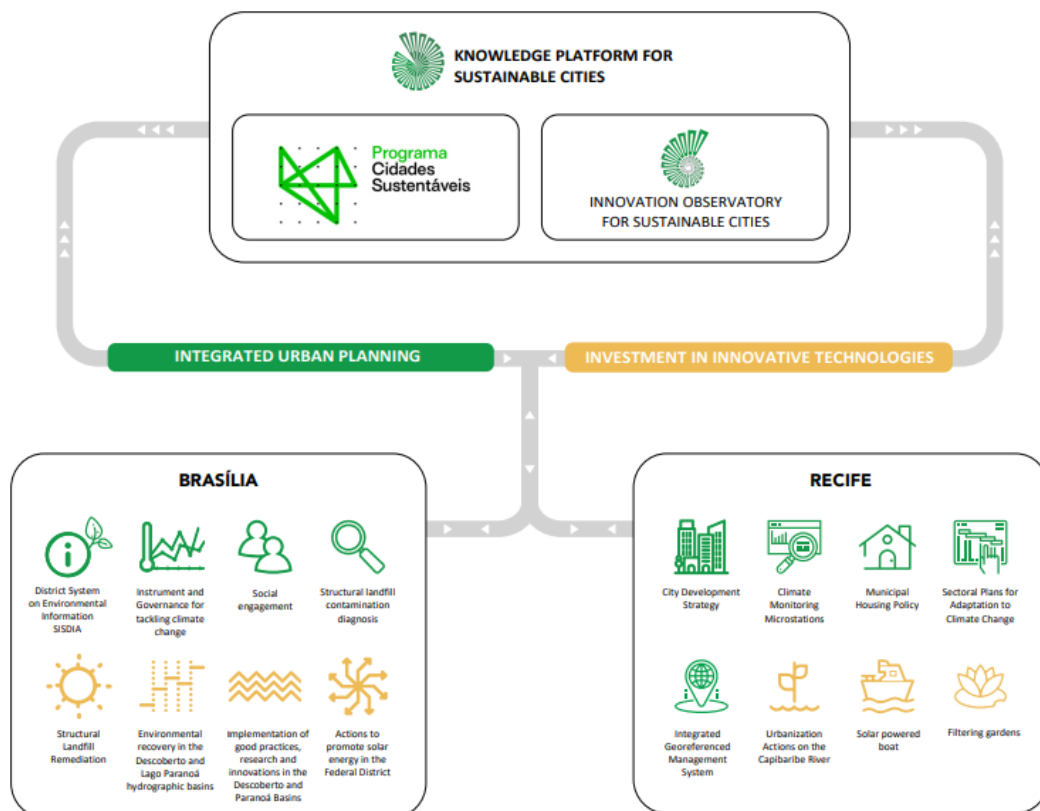 KNOWLEDGE PLATFORM FOR
SUSTAINABLE CITIES
Programa
Cidades
Sustentáveis
INNOVATION OBSERVATORY
FOR SUSTAINABLE CITIES
INTEGRATED URBAN PLANNING
INVESTMENT IN INNOVATIVE TECHNOLOGIES
BRASÍLIA
District System
on Environmental
Information
SISDIA
Instrument and
Governance for
tackling climate
change
Social
engagement
Structural landfill
contamination
diagnosis
Structural
Landfill
Remediation
Environmental
recovery in the
Descoberto and
Lago Paranoá
hydrographic basins
Implementation of
good practices,
research and
innovations in the
Descoberto and
Paranoá Basins
Actions to
promote solar
energy in the
Federal District
RECIFE
City Development
Strategy
Climate
Monitoring
Microstations
Municipal
Housing Policy
Sectoral Plans for
Adaptation to
Climate Change
Integrated
Georeferenced
Management
System
Urbanization
Actions on the
Capibaribe River
Solar powered
boat
Filtering gardens